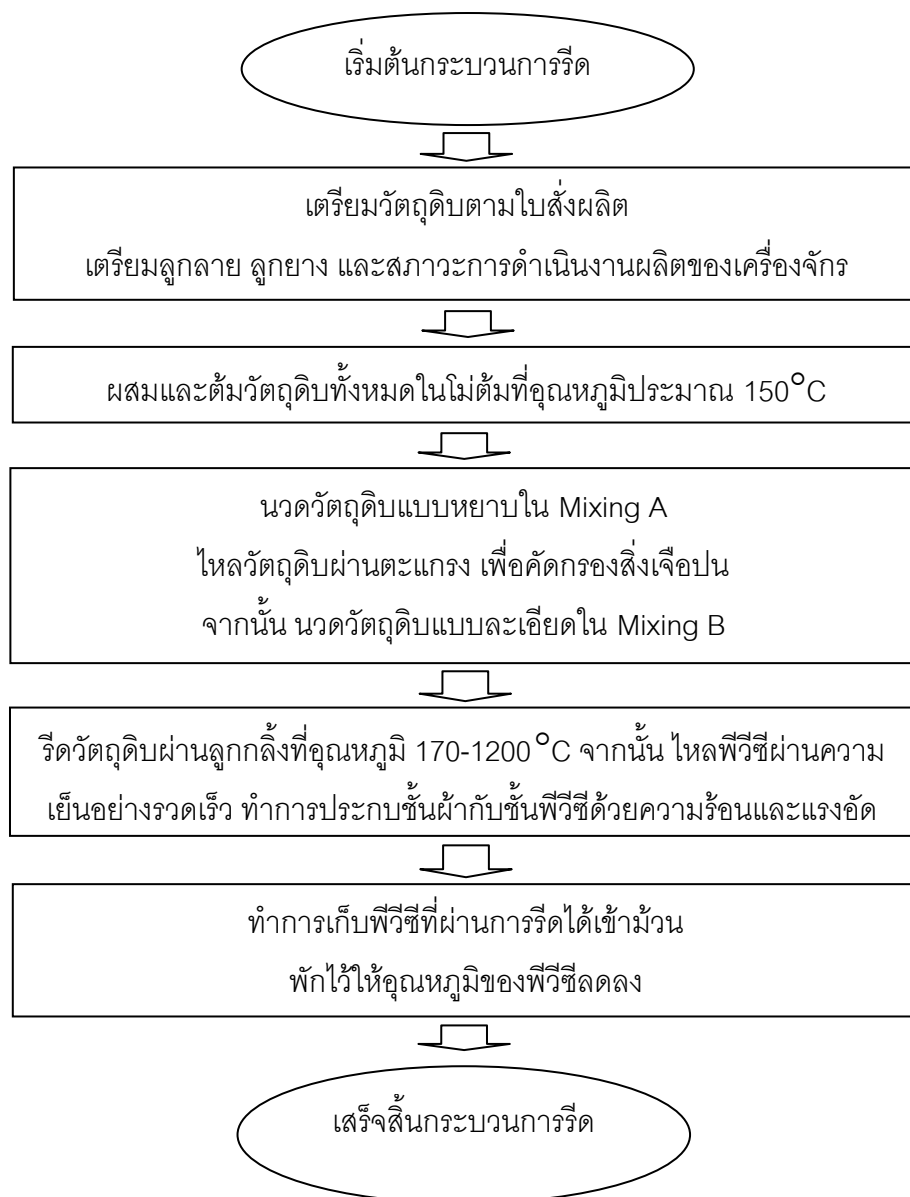 เริ่มต้นกระบวนการรีด
เตรียมวัตถุดิบตามใบสั่งผลิต
เตรียมลูกลาย ลูกยาง และสภาวะการดำเนินงานผลิตของเครื่องจักร
ผสมและต้มวัตถุดิบทั้งหมดในโม่ต้มที่อุณหภูมิประมาณ 150°C
นวดวัตถุดิบแบบหยาบใน Mixing A
ไหลวัตถุดิบผ่านตะแกรง เพื่อคัดกรองสิ่งเจือปน
จากนั้น นวดวัตถุดิบแบบละเอียดใน Mixing B
รีดวัตถุดิบผ่านลูกกลิ้งที่อุณหภูมิ 170-1200°C จากนั้น ไหลพีวีซีผ่านความ
เย็นอย่างรวดเร็ว ทำการประกบชั้นผ้ากับชั้นพีวีซีด้วยความร้อนและแรงอัด
ทำการเก็บพีวีซีที่ผ่านการรีดได้เข้าม้วน
พักไว้ให้อุณหภูมิของพีวีซีลดลง
เสร็จสิ้นกระบวนการรีด